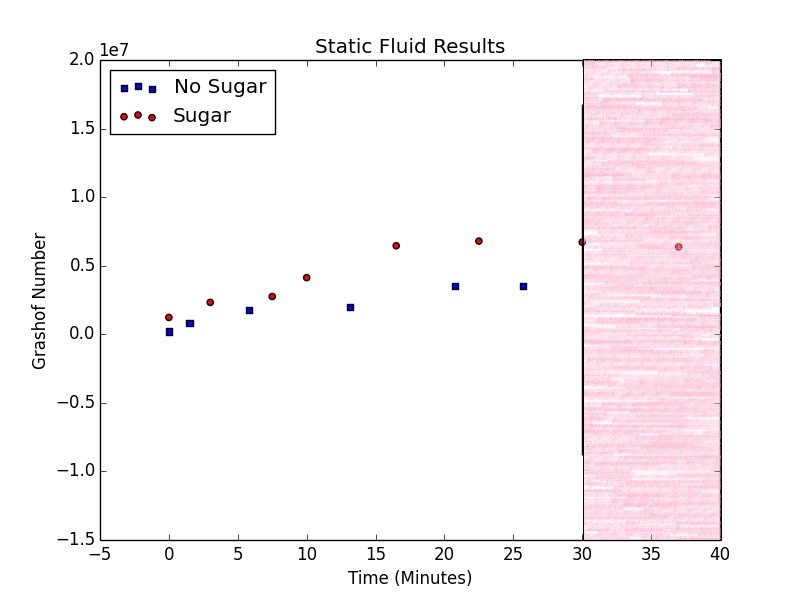 Static Fluid Results
1e7
2.0
1.5
1.0
0.5
0.0
−0.5
−1.0
−1.5
No Sugar
Sugar
Grashof Number
−5 0 5 10 15 20 25 30 35 40
Time (Minutes)